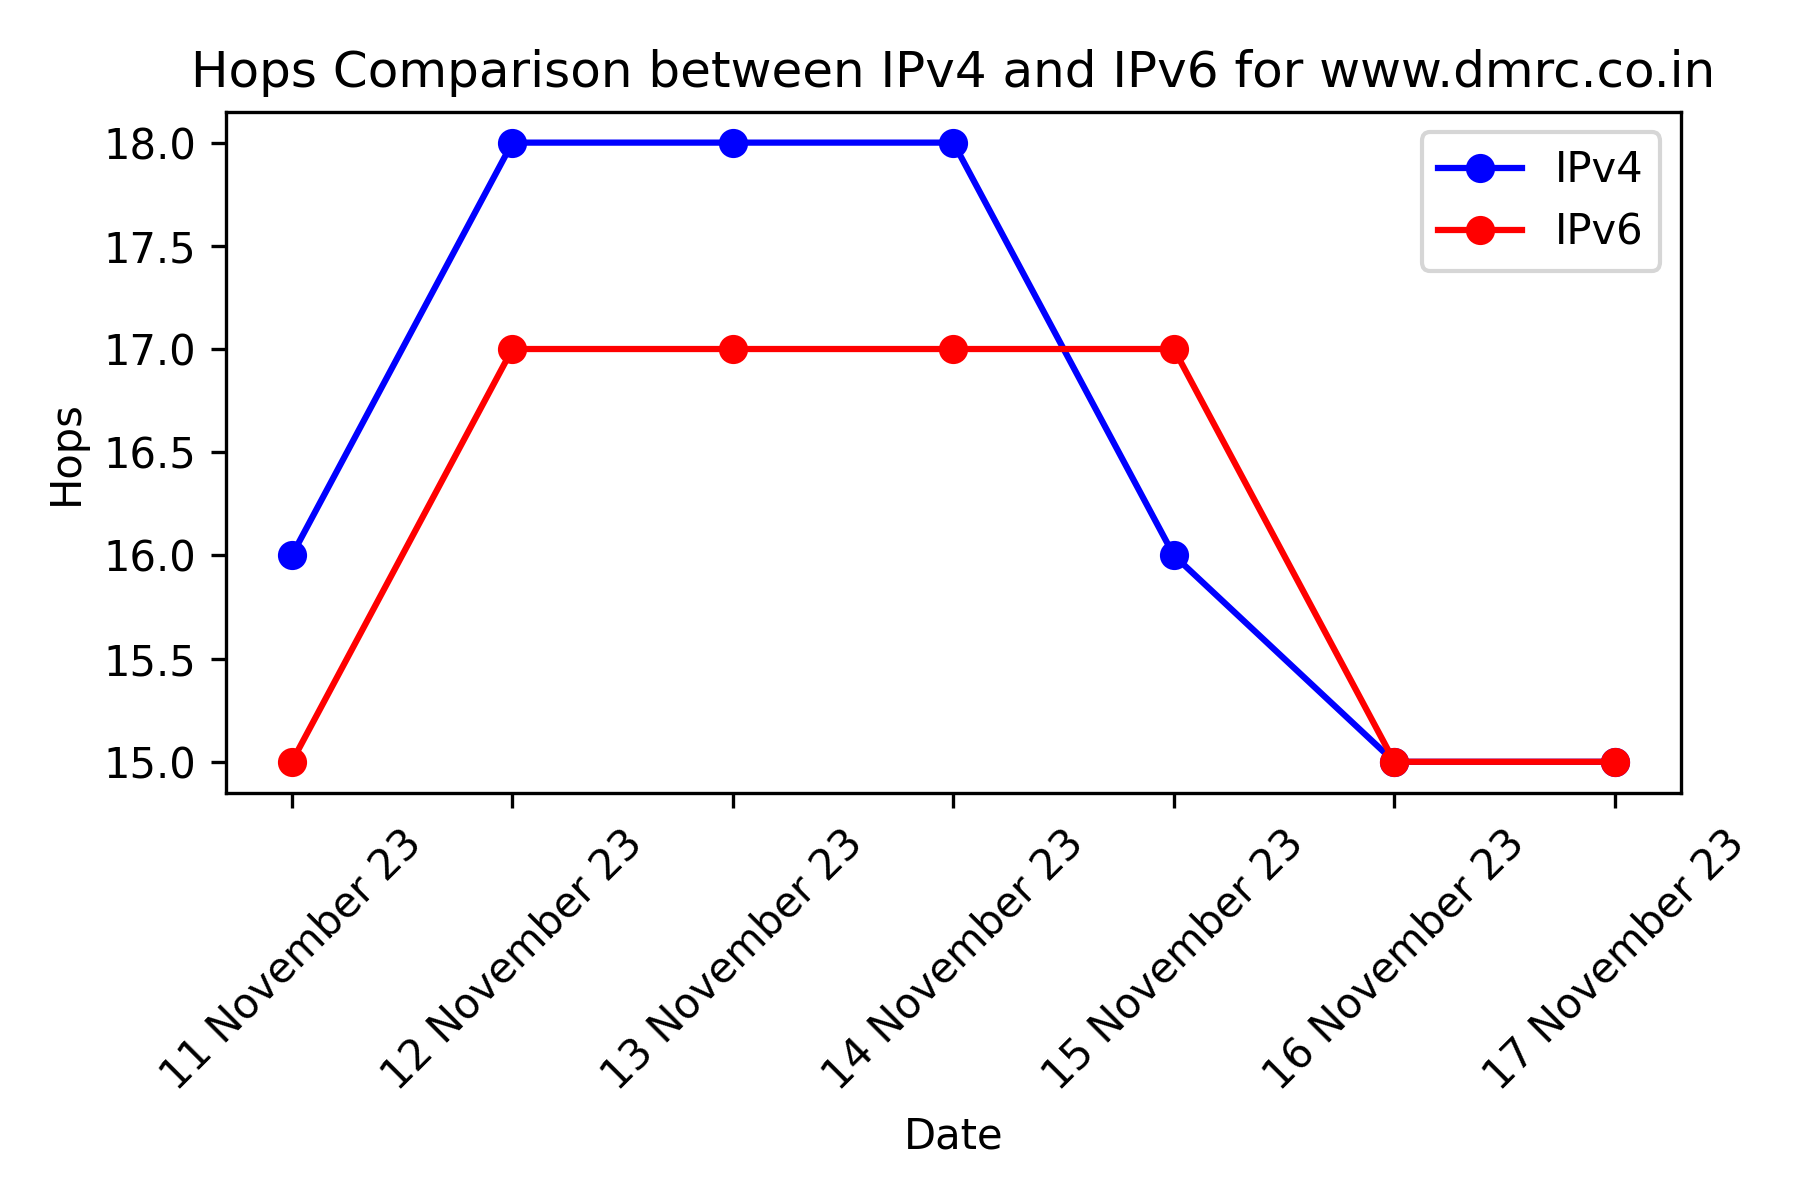 Hops Comparison between IPv4 and IPv6 for www.dmrc.co.in
18.0
17.5
17.0
16.5
16.0
15.5
15.0
Hops
IPv4
IPv6
11 November 23
12 November 23
13 November 23
14 November 23
15 November 23
16 November 23
17 November 23
Date